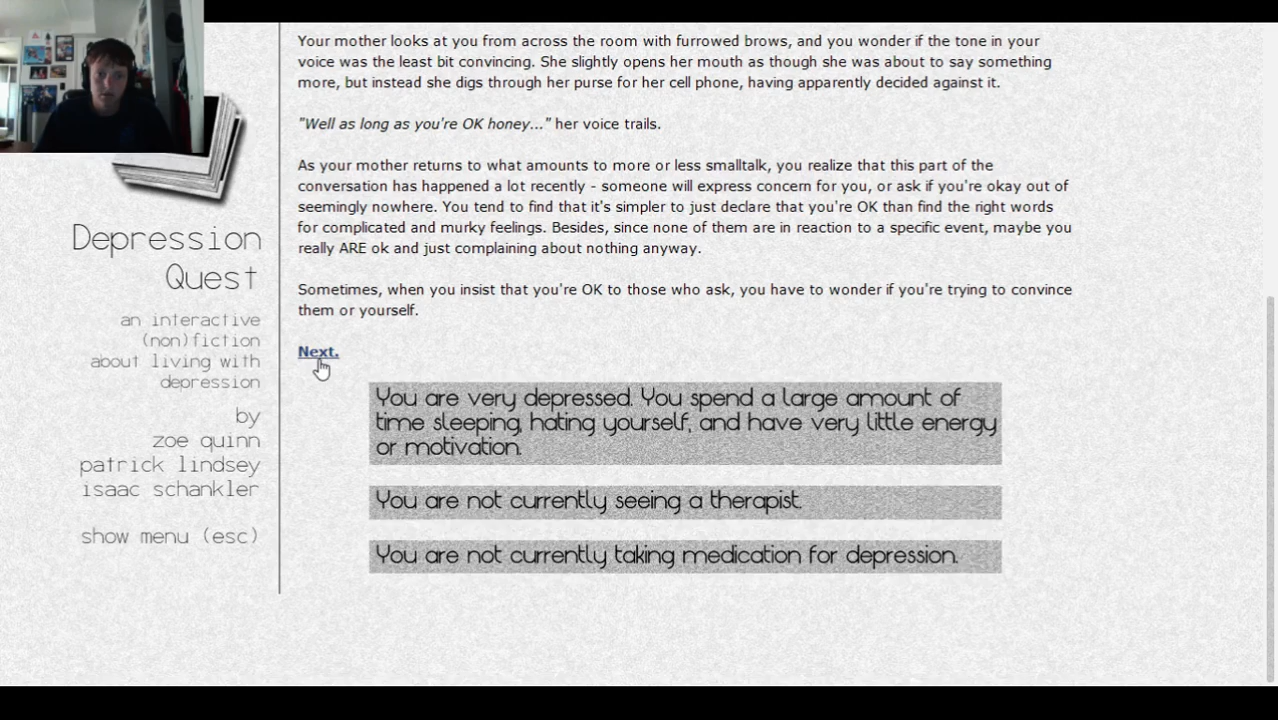 Your mother looks at you from across the room with furrowed brows, and you wonder if the tone in your
voice was the least bit convincing. She slightly opens her mouth as though she was about to say something
more, but instead she digs through her purse for her cell phone, having apparently decided against it.
"Well as long as you're OK honey..." her voice trails.
As your mother returns to what amounts to more or less smalltalk, you realize that this part of the
conversation has happened a lot recently - someone will express concern for you, or ask if you're okay out of
seemingly nowhere. You tend to find that it's simpler to just declare that you're OK than find the right words
for complicated and murky feelings. Besides, since none of them are in reaction to a specific event, maybe you
really ARE ok and just complaining about nothing anyway.
Sometimes, when you insist that you're OK to those who ask, you have to wonder if you're trying to convince
them or yourself.
Next.
You are very depressed. You spend a large amount of
time sleeping, hating yourself, and have very little energy
or motivation.
You are not currently seeing a therapist.
You are not currently taking medication for depression.
Depression
Quest
an interactive
(non)fiction
about living with
depression
by
zoe quinn
patrick lindsey
isaac schankler
show menu (esc)